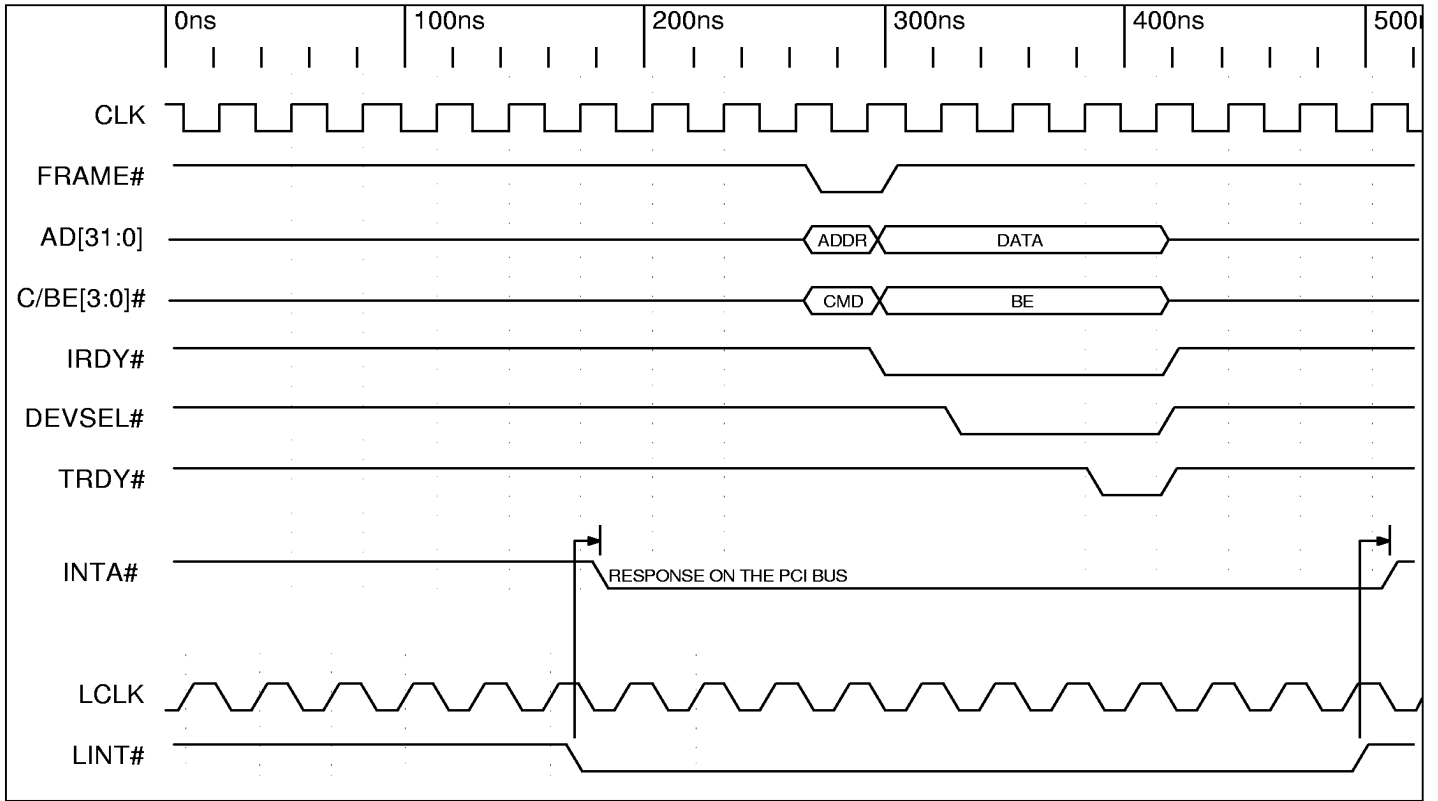 0ns 100ns 200ns 300ns 400ns 500
CLK
FRAME#
AD[31:0] ADDR DATA
C/BE[3:0]# CMD BE
IRDY#
DEVSEL#
TRDY#
INTA# RESPONSE ON THE PCI BUS
LCLK
LINT#